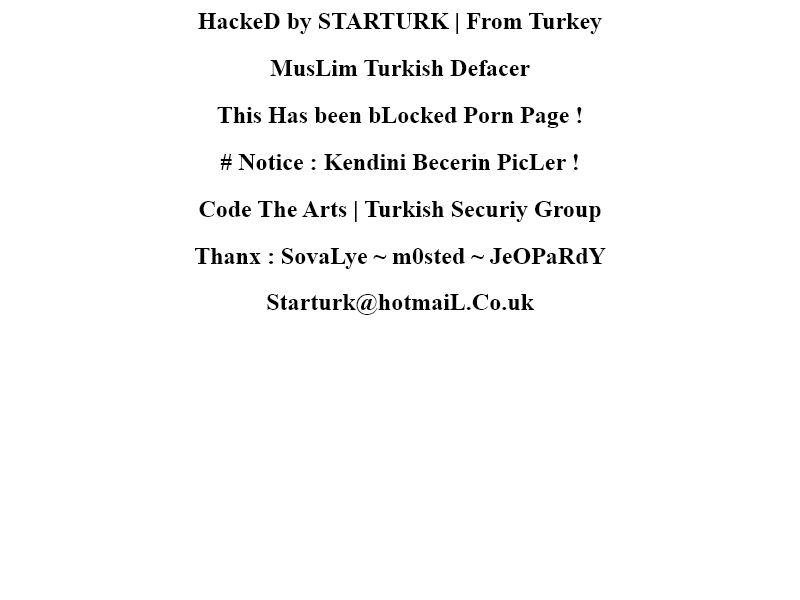 HackeD by STARTURK | From Turkey
MusLim Turkish Defacer
This Has been bLocked Porn Page !
# Notice : Kendini Becerin PicLer !
Code The Arts | Turkish Securiy Group
Thanx : SovaLye ~ m0sted ~ JeOPaRdY
Starturk@hotmaiL.Co.uk